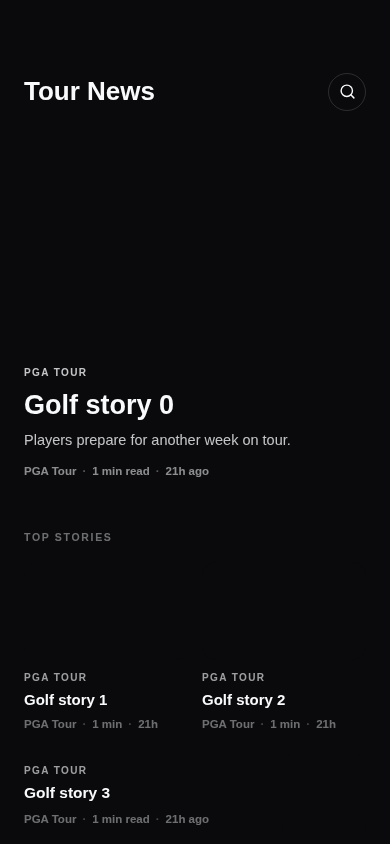 Tour News
PGA TOUR
Golf story 0
Players prepare for another week on tour.
PGA Tour · 1 min read · 21h ago
TOP STORIES
PGA TOUR
Golf story 1
PGA Tour · 1 min · 21h
PGA TOUR
Golf story 2
PGA Tour · 1 min · 21h
PGA TOUR
Golf story 3
PGA Tour · 1 min read · 21h ago